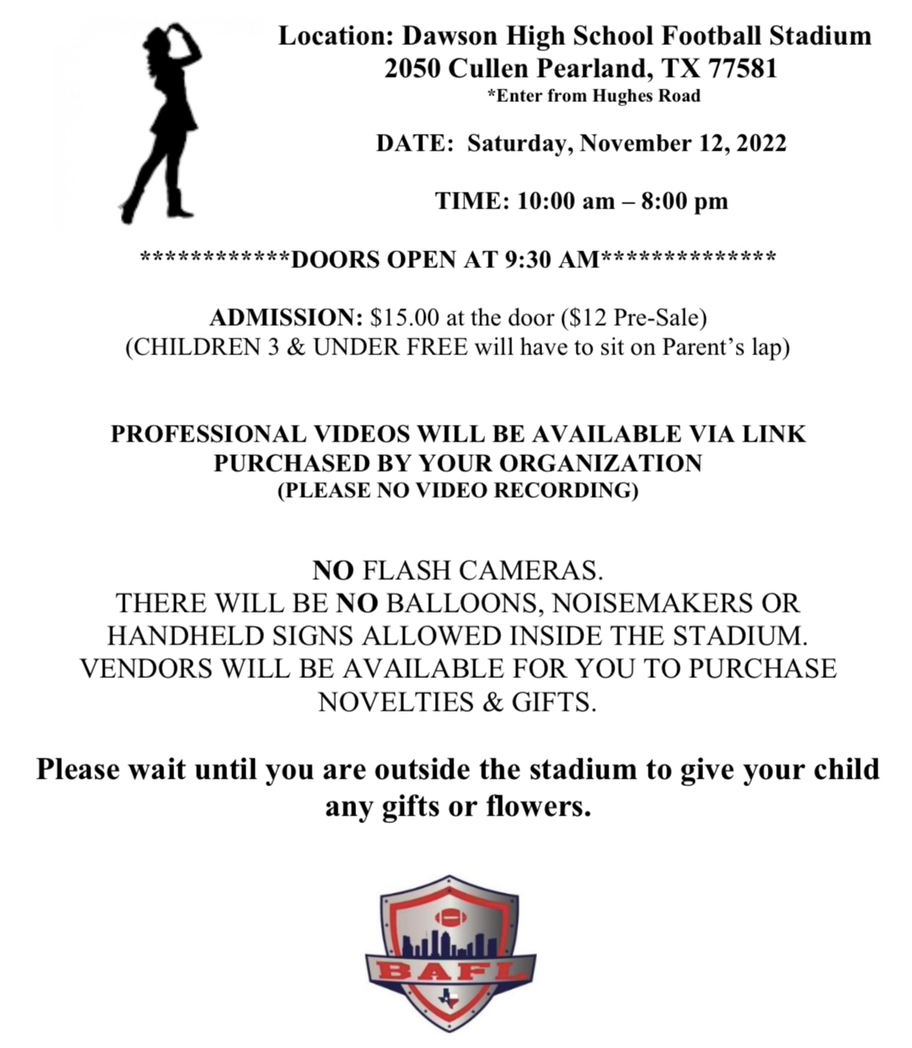 Location: Dawson High School Football Stadium
2050 Cullen Pearland, TX 77581
*Enter from Hughes Road
DATE:  Saturday, November 12, 2022
TIME: 10:00 am – 8:00 pm
************DOORS OPEN AT 9:30 AM**************
ADMISSION: $15.00 at the door ($12 Pre-Sale)
(CHILDREN 3 & UNDER FREE will have to sit on Parent's lap)
PROFESSIONAL VIDEOS WILL BE AVAILABLE VIA LINK
PURCHASED BY YOUR ORGANIZATION
(PLEASE NO VIDEO RECORDING)
NO FLASH CAMERAS.
THERE WILL BE NO BALLOONS, NOISEMAKERS OR
HANDHELD SIGNS ALLOWED INSIDE THE STADIUM.
VENDORS WILL BE AVAILABLE FOR YOU TO PURCHASE
NOVELTIES & GIFTS.
Please wait until you are outside the stadium to give your child
any gifts or flowers.
BAFL